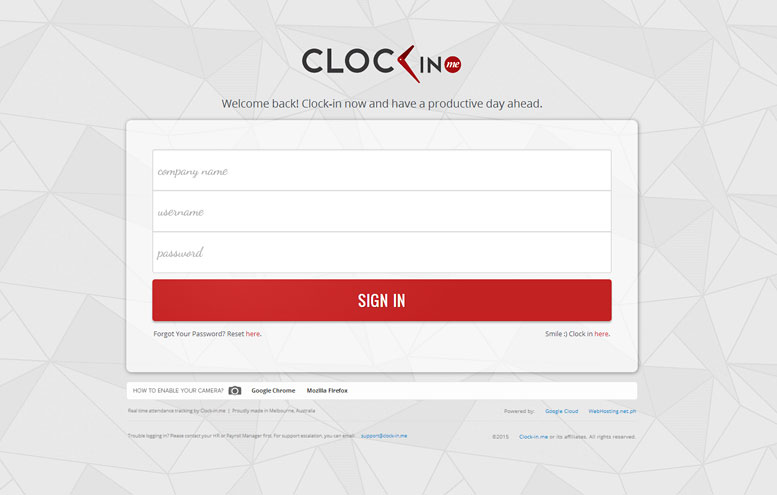 CLOCK IN me
Welcome back! Clock-in now and have a productive day ahead.
company name
username
password
SIGN IN
Forgot Your Password? Reset here. Smile :) Clock in here.
HOW TO ENABLE YOUR CAMERA? Google Chrome Mozilla Firefox
Real-time attendance tracking by Clock-in.me | Proudly made in Melbourne, Australia Powered by: Google Cloud WebHosting.net.ph
Trouble logging in? Please contact your HR or Payroll Manager first. For support escalation, you can email... support@clock-in.me ©2015 Clock-in.me or its affiliates. All rights reserved.